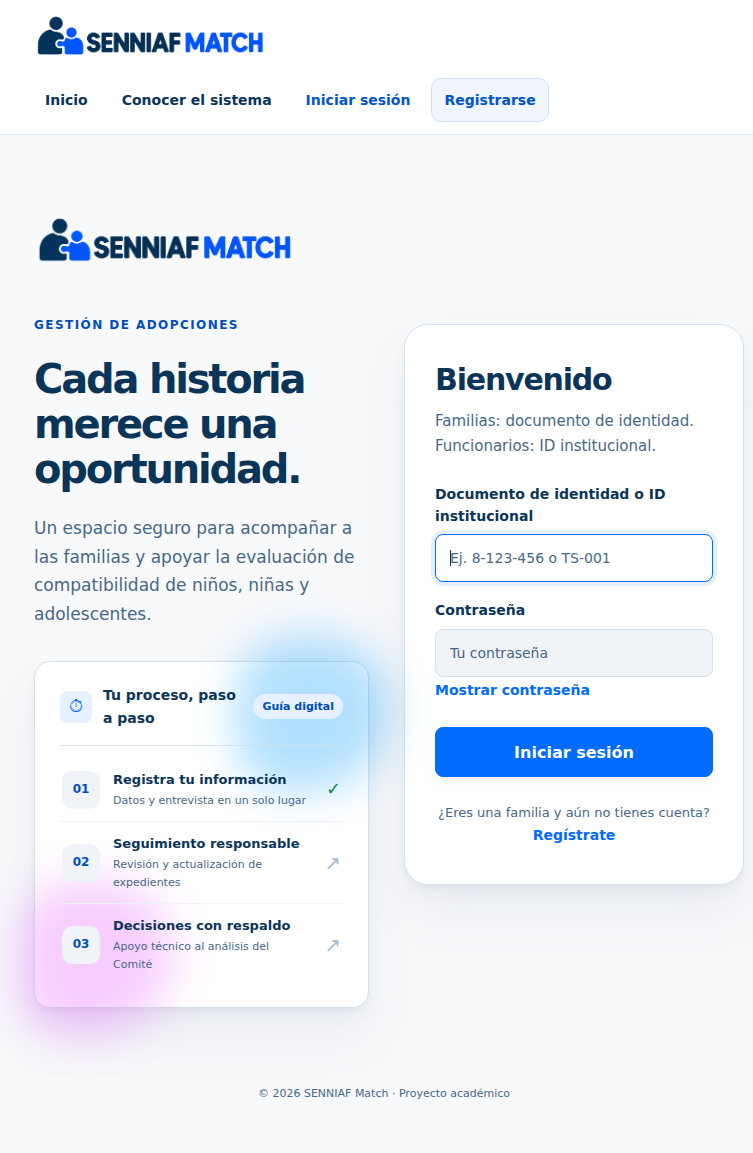 SENNIAF MATCH
Inicio
Conocer el sistema
Iniciar sesión
Registrarse
SENNIAF MATCH
GESTIÓN DE ADOPCIONES
Cada historia
merece una
oportunidad.
Un espacio seguro para acompañar a
las familias y apoyar la evaluación de
compatibilidad de niños, niñas y
adolescentes.
Tu proceso, paso
a paso
Guía digital
01
Registra tu información
Datos y entrevista en un solo lugar
✓
02
Seguimiento responsable
Revisión y actualización de
expedientes
↗
03
Decisiones con respaldo
Apoyo técnico al análisis del
Comité
↗
Bienvenido
Familias: documento de identidad.
Funcionarios: ID institucional.
Documento de identidad o ID
institucional
Ej. 8-123-456 o TS-001
Contraseña
Tu contraseña
Mostrar contraseña
Iniciar sesión
¿Eres una familia y aún no tienes cuenta?
Regístrate
© 2026 SENNIAF Match · Proyecto académico